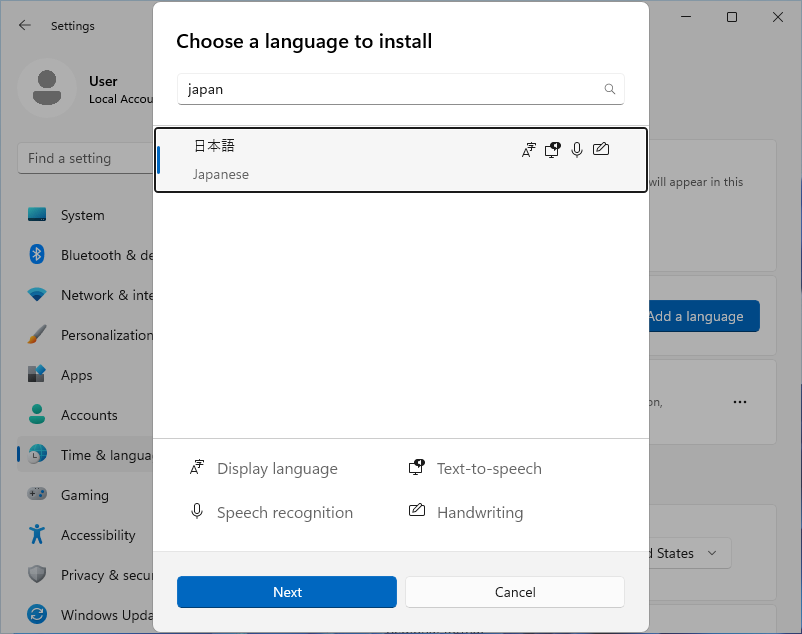 Settings
User
Local Accou
Find a setting
System
Bluetooth & de
Network & inte
Personalization
Apps
Accounts
Time & langua
Gaming
Accessibility
Privacy & secur
Windows Upda
Choose a language to install
japan
日本語
Japanese
Display language
Text-to-speech
Speech recognition
Handwriting
Next
Cancel
will appear in this
Add a language
on,
d States